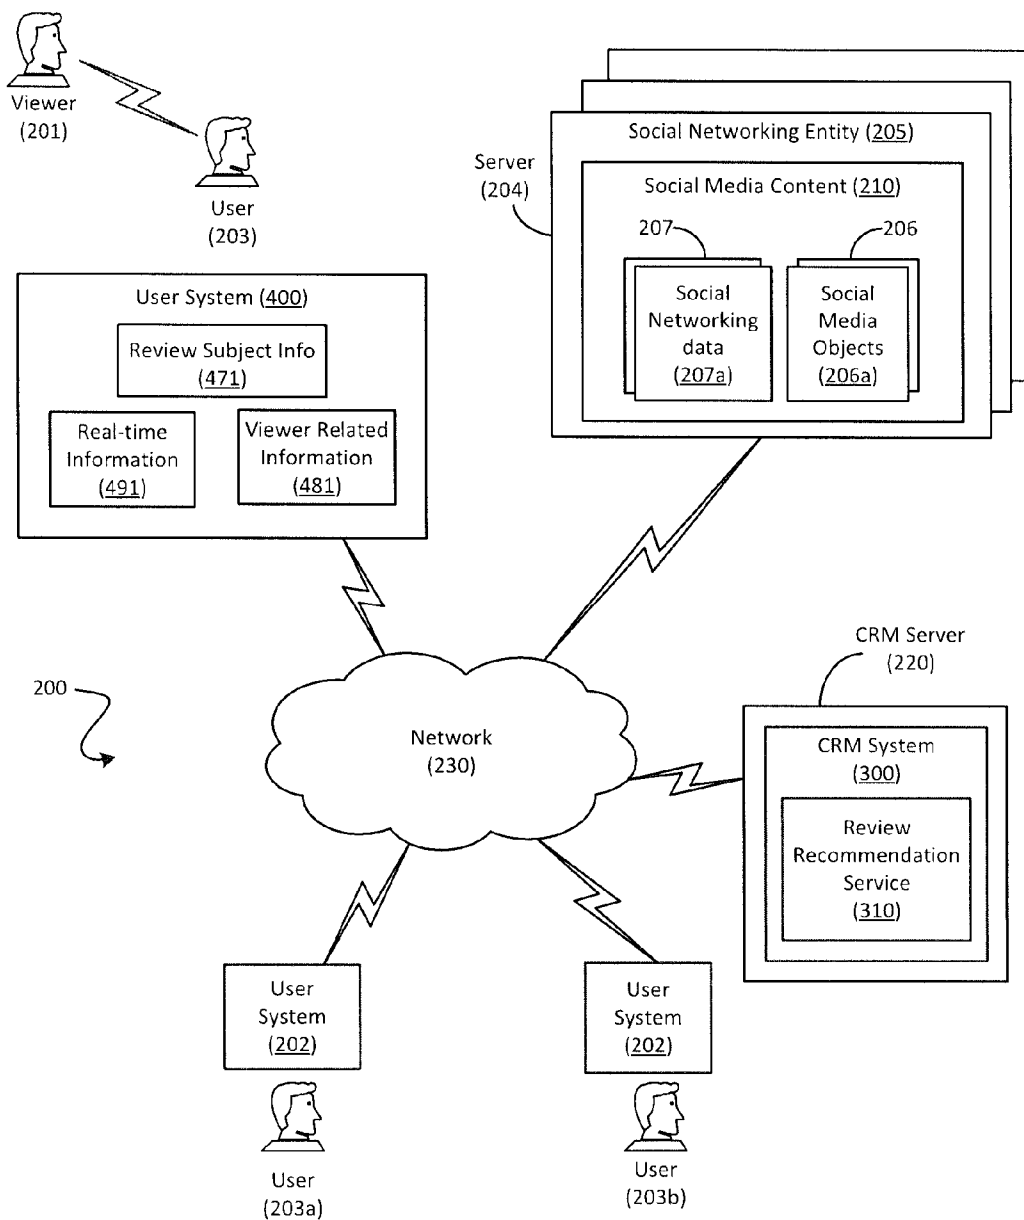 Viewer
(201)
User
(203)
Social Networking Entity (205)
Server
(204)
Social Media Content (210)
207
206
Social
Networking
data
(207a)
Social
Media
Objects
(206a)
User System (400)
Review Subject Info
(471)
Real-time
Information
(491)
Viewer Related
Information
(481)
CRM Server
(220)
200
Network
(230)
CRM System
(300)
Review
Recommendation
Service
(310)
User
System
(202)
User
System
(202)
User
(203a)
User
(203b)